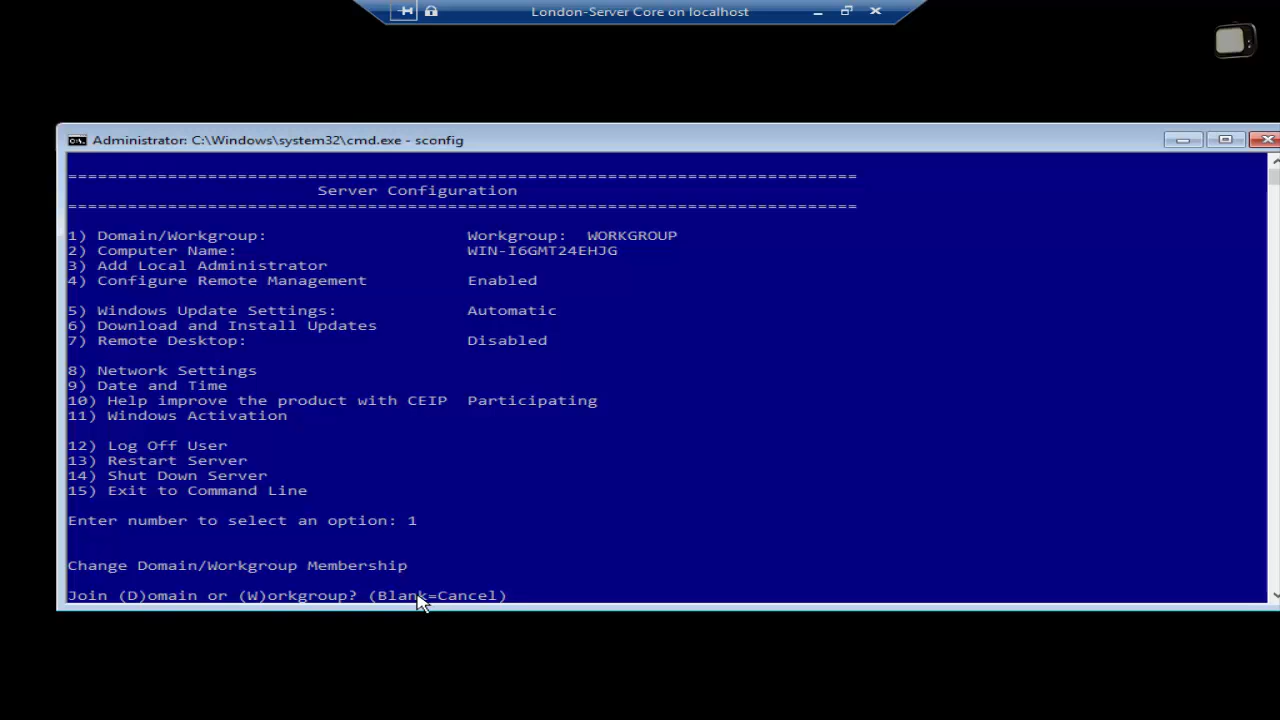 London-Server Core on localhost
Administrator: C:\Windows\system32\cmd.exe - sconfig
===============================================================================
Server Configuration
===============================================================================
1) Domain/Workgroup: Workgroup: WORKGROUP
2) Computer Name: WIN-I6GMT24EHJG
3) Add Local Administrator
4) Configure Remote Management Enabled
5) Windows Update Settings: Automatic
6) Download and Install Updates
7) Remote Desktop: Disabled
8) Network Settings
9) Date and Time
10) Help improve the product with CEIP Participating
11) Windows Activation
12) Log Off User
13) Restart Server
14) Shut Down Server
15) Exit to Command Line
Enter number to select an option: 1
Change Domain/Workgroup Membership
Join (D)omain or (W)orkgroup? (Blank=Cancel)